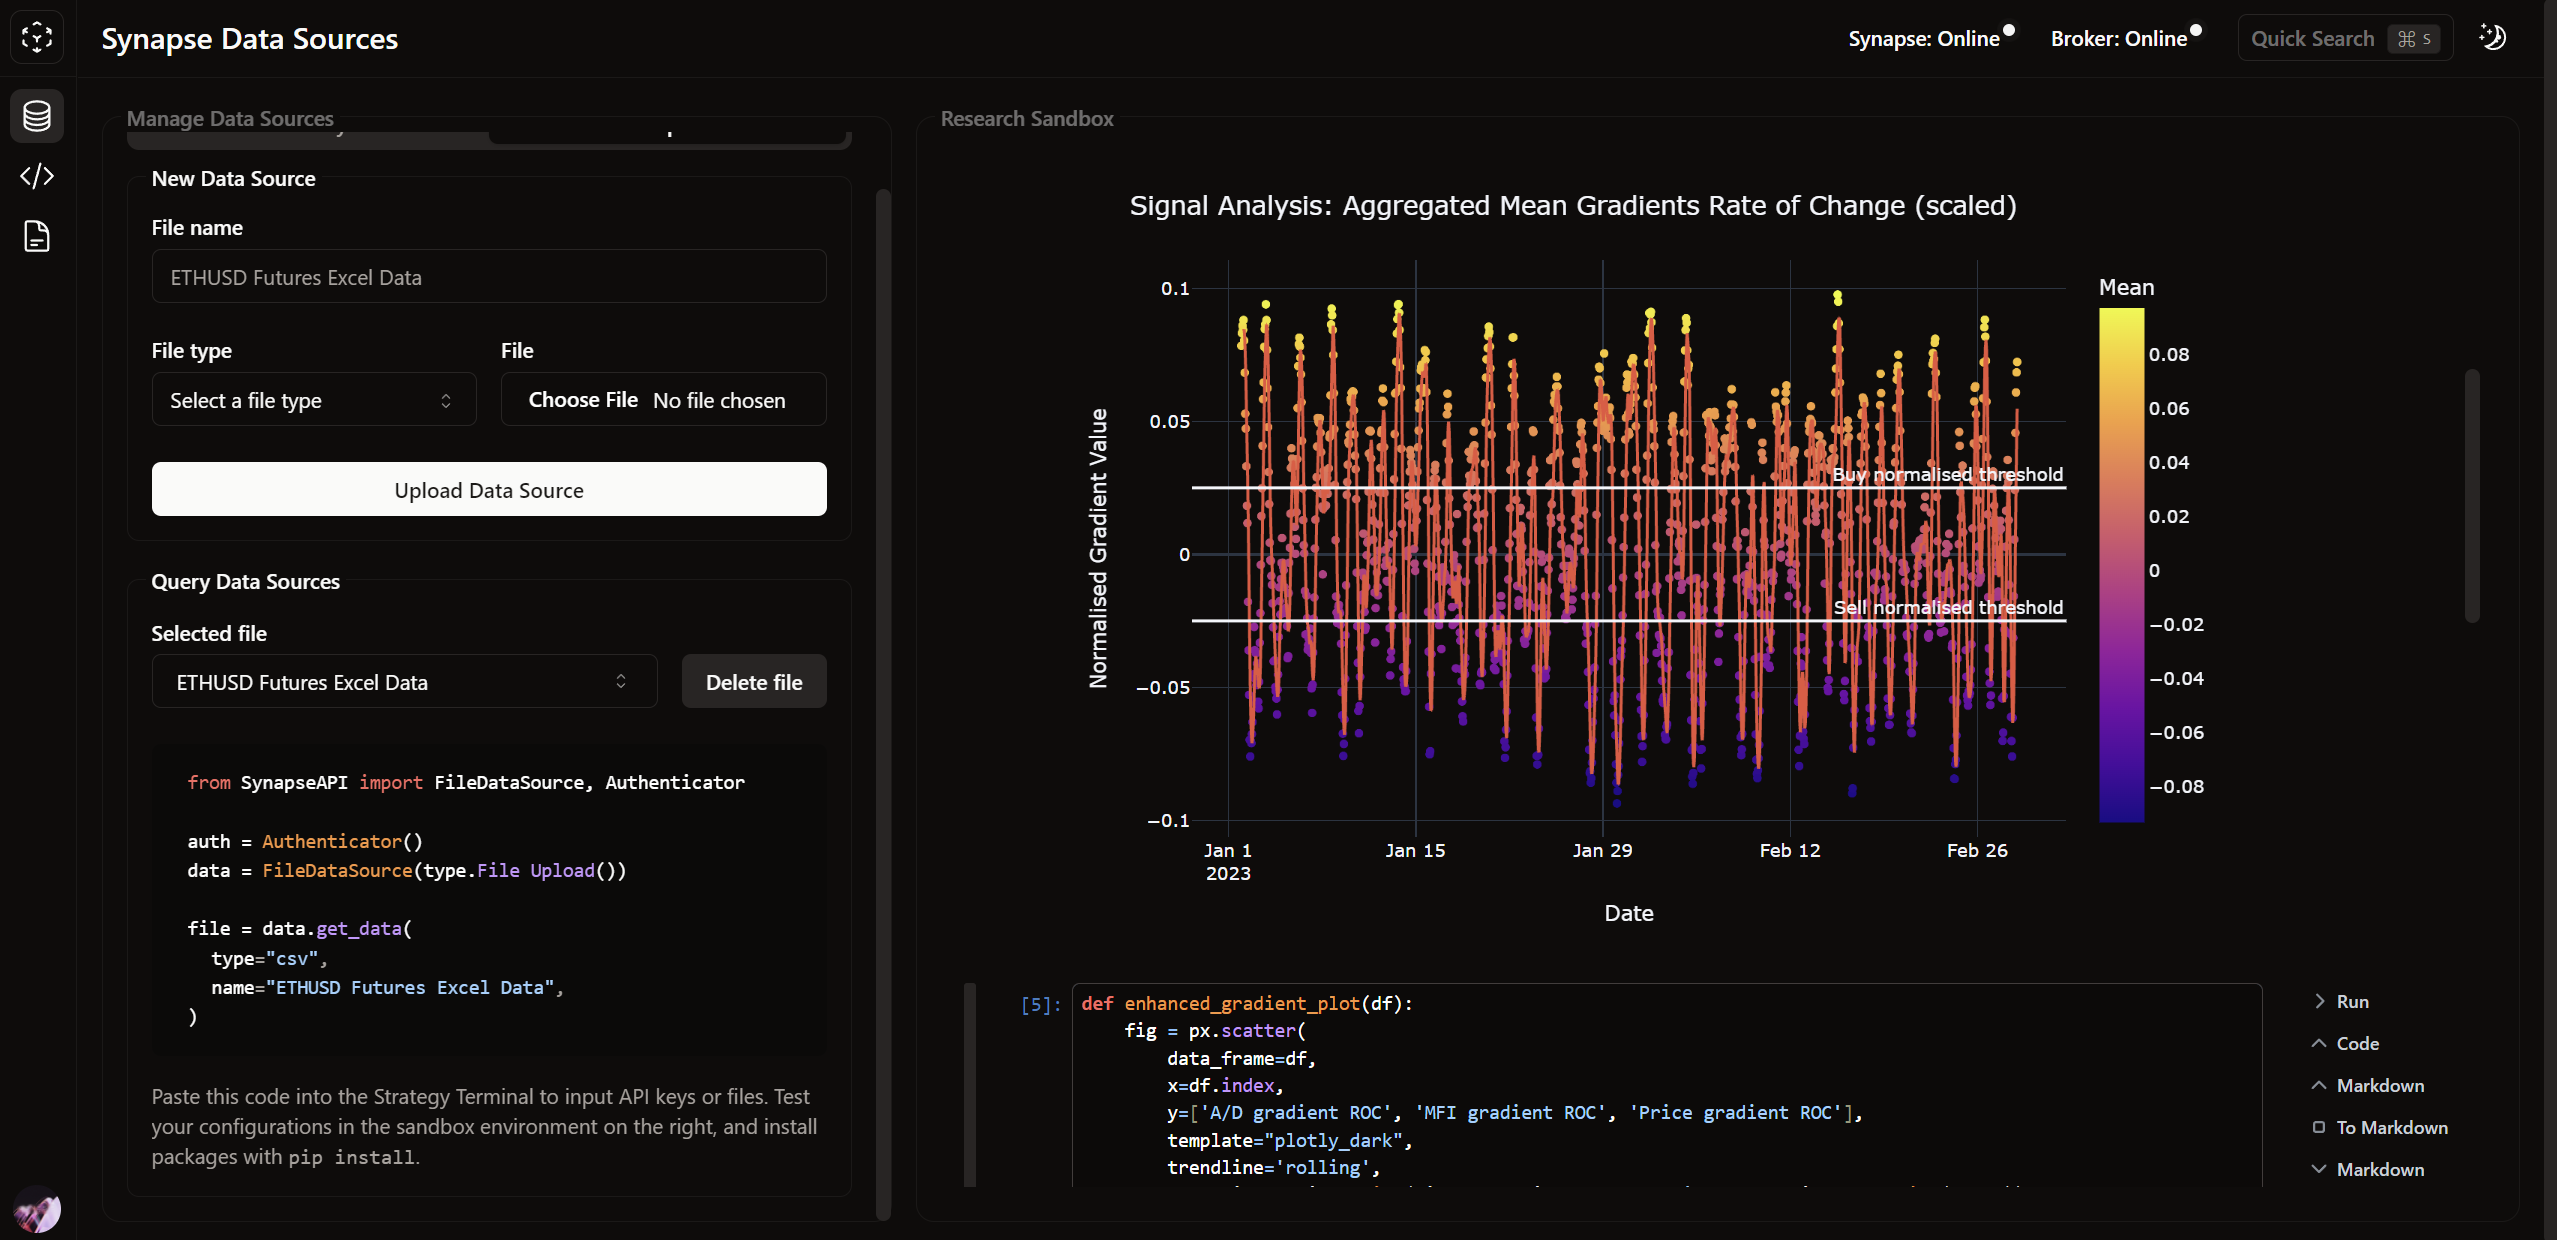 Synapse Data Sources
Synapse: Online
Broker: Online
Quick Search ⌘ S
Manage Data Sources
New Data Source
File name
ETHUSD Futures Excel Data
File type
File
Select a file type
Choose File No file chosen
Upload Data Source
Query Data Sources
Selected file
ETHUSD Futures Excel Data
Delete file
from SynapseAPI import FileDataSource, Authenticator
auth = Authenticator()
data = FileDataSource(type.File Upload())
file = data.get_data(
type="csv",
name="ETHUSD Futures Excel Data",
)
Paste this code into the Strategy Terminal to input API keys or files. Test
your configurations in the sandbox environment on the right, and install
packages with pip install.
Research Sandbox
Signal Analysis: Aggregated Mean Gradients Rate of Change (scaled)
Normalised Gradient Value
0.1
0.05
0
−0.05
−0.1
Buy normalised threshold
Sell normalised threshold
Jan 1
2023
Jan 15
Jan 29
Feb 12
Feb 26
Date
Mean
0.08
0.06
0.04
0.02
0
−0.02
−0.04
−0.06
−0.08
[5]:
def enhanced_gradient_plot(df):
fig = px.scatter(
data_frame=df,
x=df.index,
y=['A/D gradient ROC', 'MFI gradient ROC', 'Price gradient ROC'],
template="plotly_dark",
trendline='rolling',
Run
Code
Markdown
To Markdown
Markdown